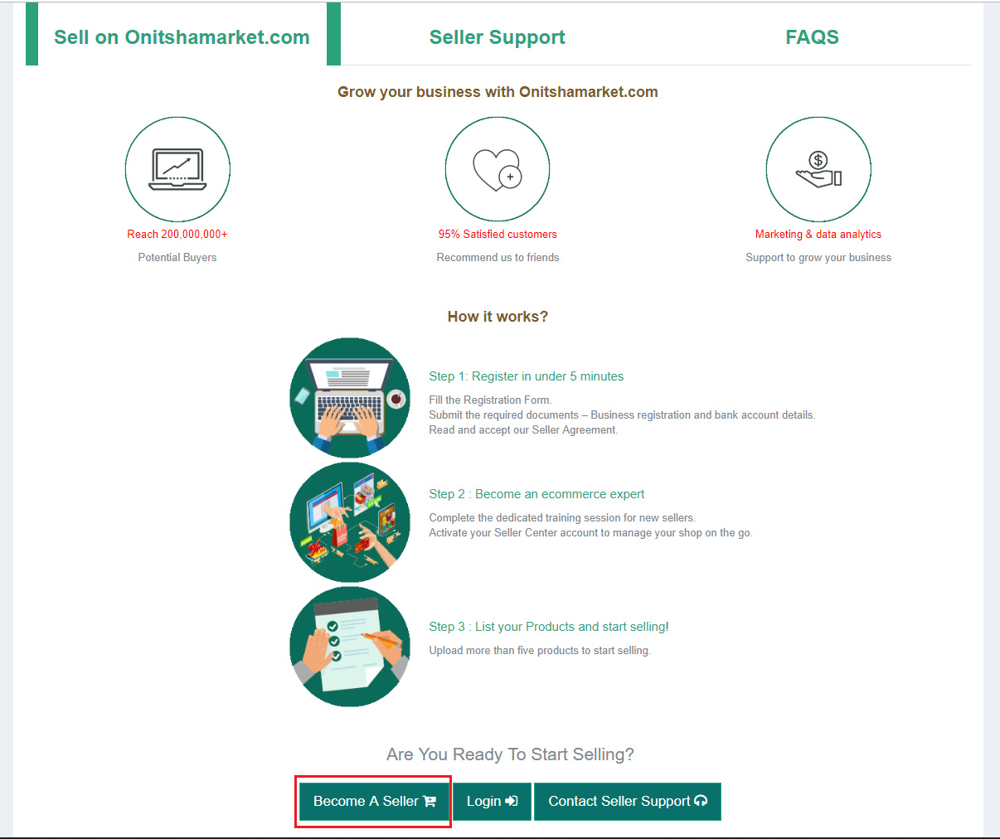 Sell on Onitshamarket.com
Seller Support
FAQS
Grow your business with Onitshamarket.com
Reach 200,000,000+
Potential Buyers
95% Satisfied customers
Recommend us to friends
Marketing & data analytics
Support to grow your business
How it works?
Step 1: Register in under 5 minutes
Fill the Registration Form.
Submit the required documents – Business registration and bank account details.
Read and accept our Seller Agreement.
Step 2 : Become an ecommerce expert
Complete the dedicated training session for new sellers.
Activate your Seller Center account to manage your shop on the go.
Step 3 : List your Products and start selling!
Upload more than five products to start selling.
Are You Ready To Start Selling?
Become A Seller
Login
Contact Seller Support